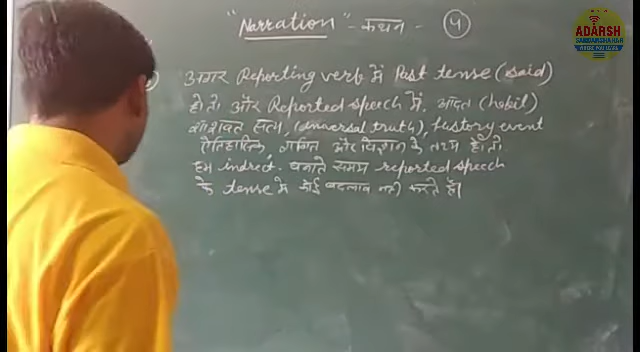 "Narration" - कथन - ५
ADARSH
अगर Reporting verb में Past tense (said)
हो तो और Reported speech में, आदत (habit)
शाश्वत सत्य, (universal truth), history event
ऐतिहासिक, गणित और विज्ञान के तथ्य हो तो
हम indirect बनाते समय reported speech
के tense में कोई बदलाव नहीं करते है।